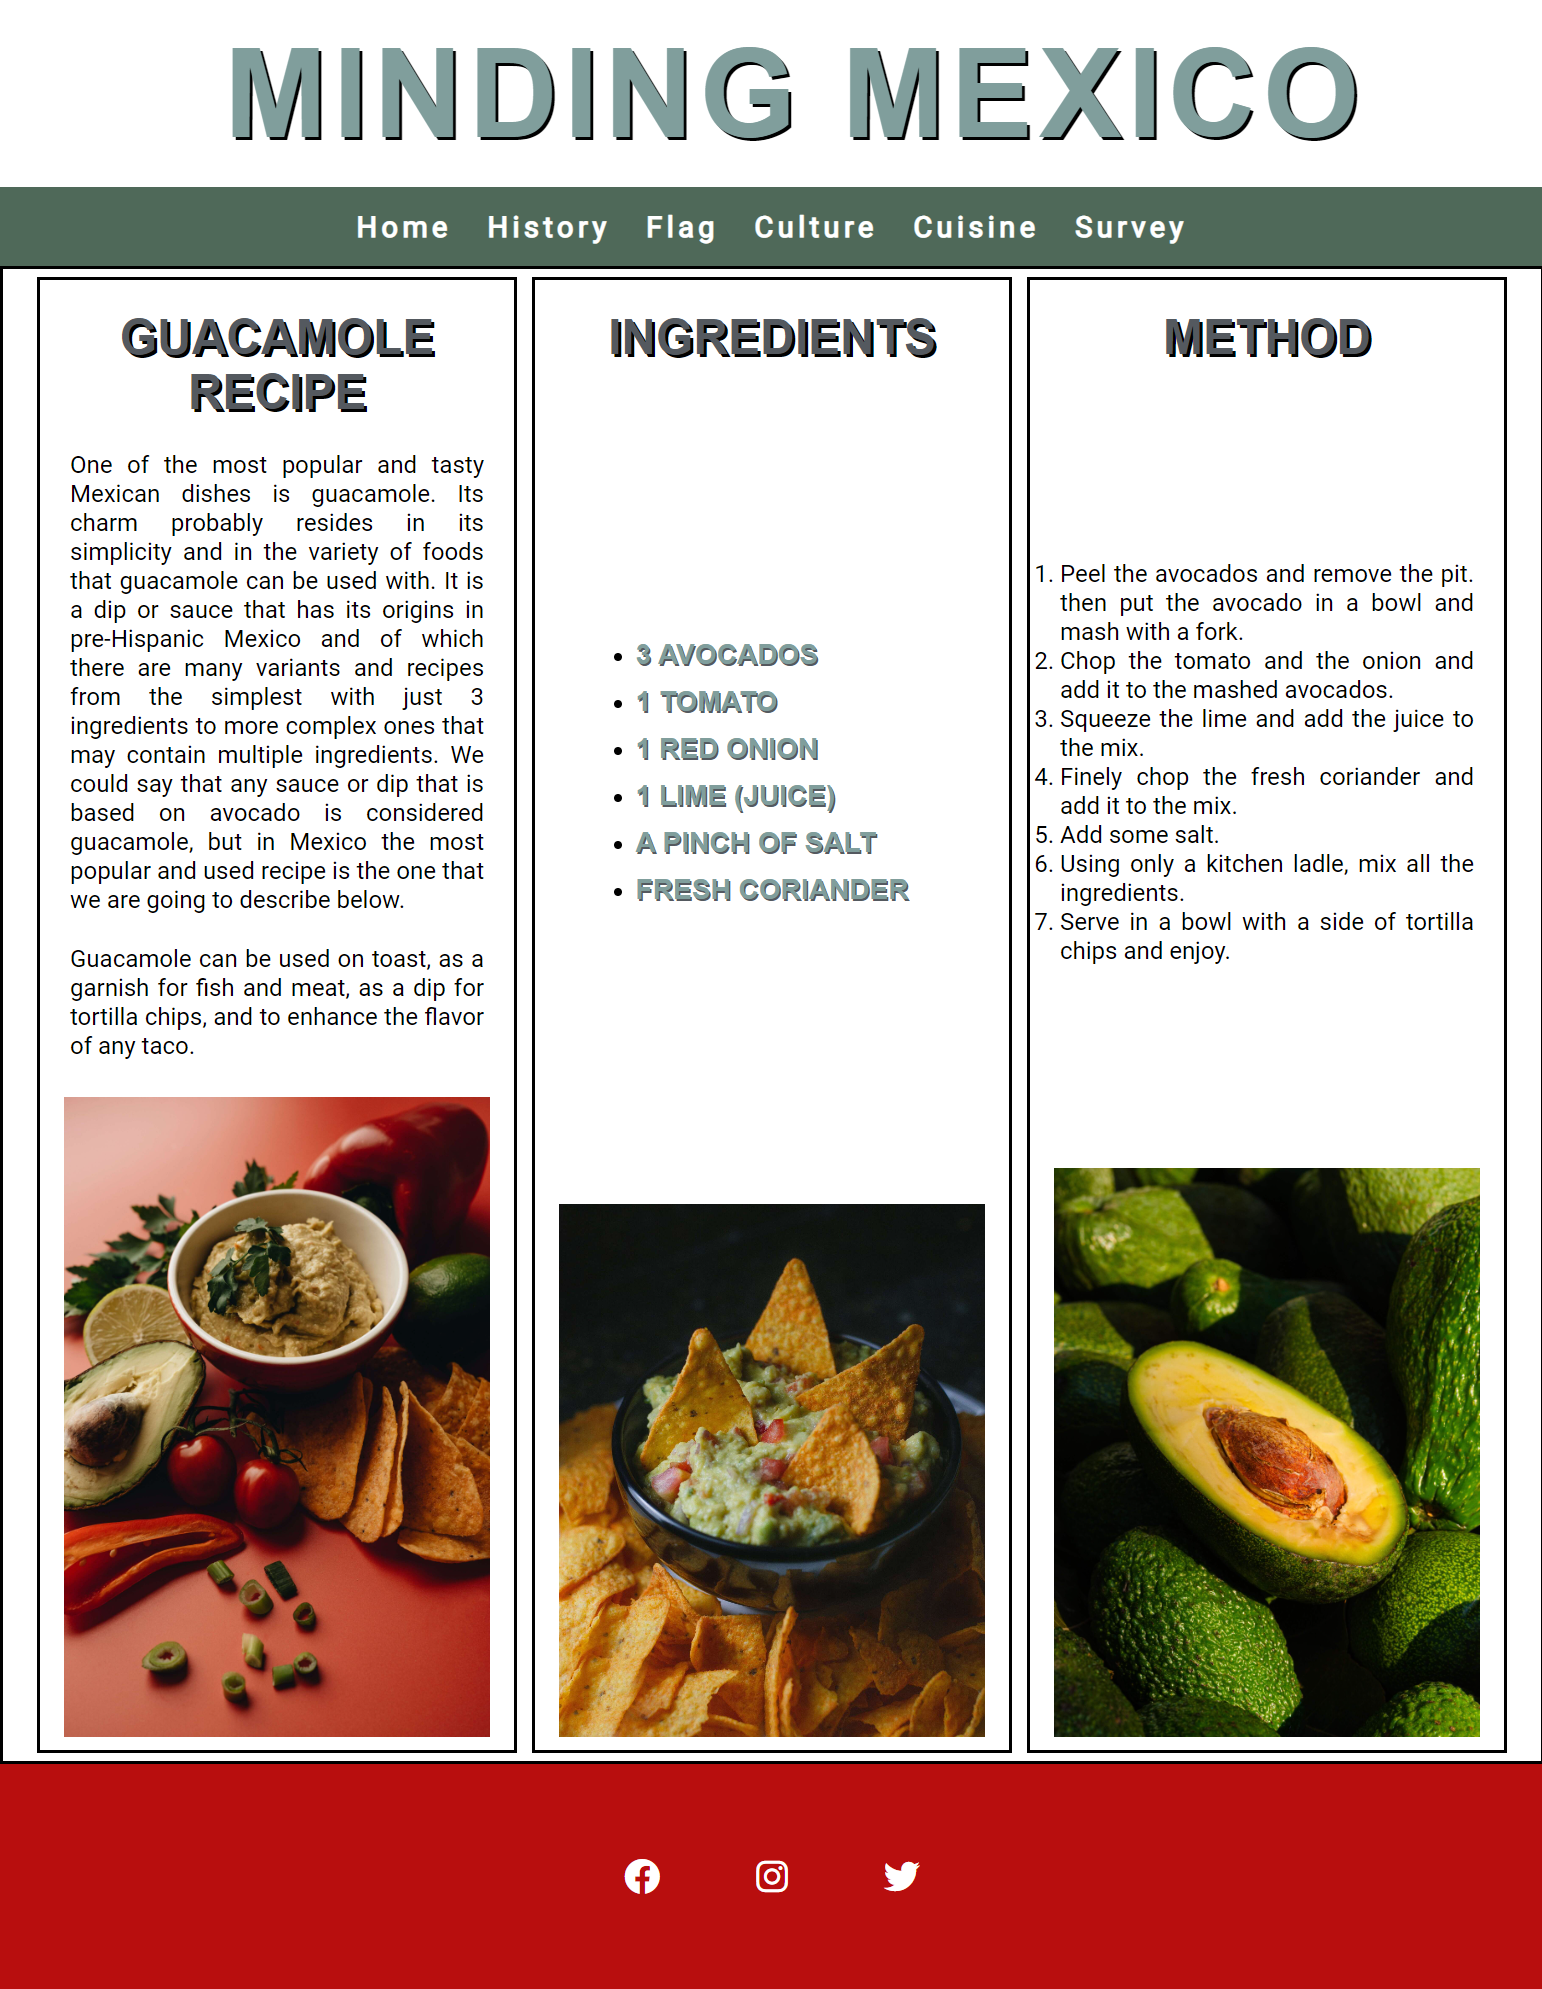 MINDING MEXICO
Home History Flag Culture Cuisine Survey
GUACAMOLE
RECIPE
One of the most popular and tasty
Mexican dishes is guacamole. Its
charm probably resides in its
simplicity and in the variety of foods
that guacamole can be used with. It is
a dip or sauce that has its origins in
pre-Hispanic Mexico and of which
there are many variants and recipes
from the simplest with just 3
ingredients to more complex ones that
may contain multiple ingredients. We
could say that any sauce or dip that is
based on avocado is considered
guacamole, but in Mexico the most
popular and used recipe is the one that
we are going to describe below.
Guacamole can be used on toast, as a
garnish for fish and meat, as a dip for
tortilla chips, and to enhance the flavor
of any taco.
INGREDIENTS
• 3 AVOCADOS
• 1 TOMATO
• 1 RED ONION
• 1 LIME (JUICE)
• A PINCH OF SALT
• FRESH CORIANDER
METHOD
1. Peel the avocados and remove the pit.
then put the avocado in a bowl and
mash with a fork.
2. Chop the tomato and the onion and
add it to the mashed avocados.
3. Squeeze the lime and add the juice to
the mix.
4. Finely chop the fresh coriander and
add it to the mix.
5. Add some salt.
6. Using only a kitchen ladle, mix all the
ingredients.
7. Serve in a bowl with a side of tortilla
chips and enjoy.